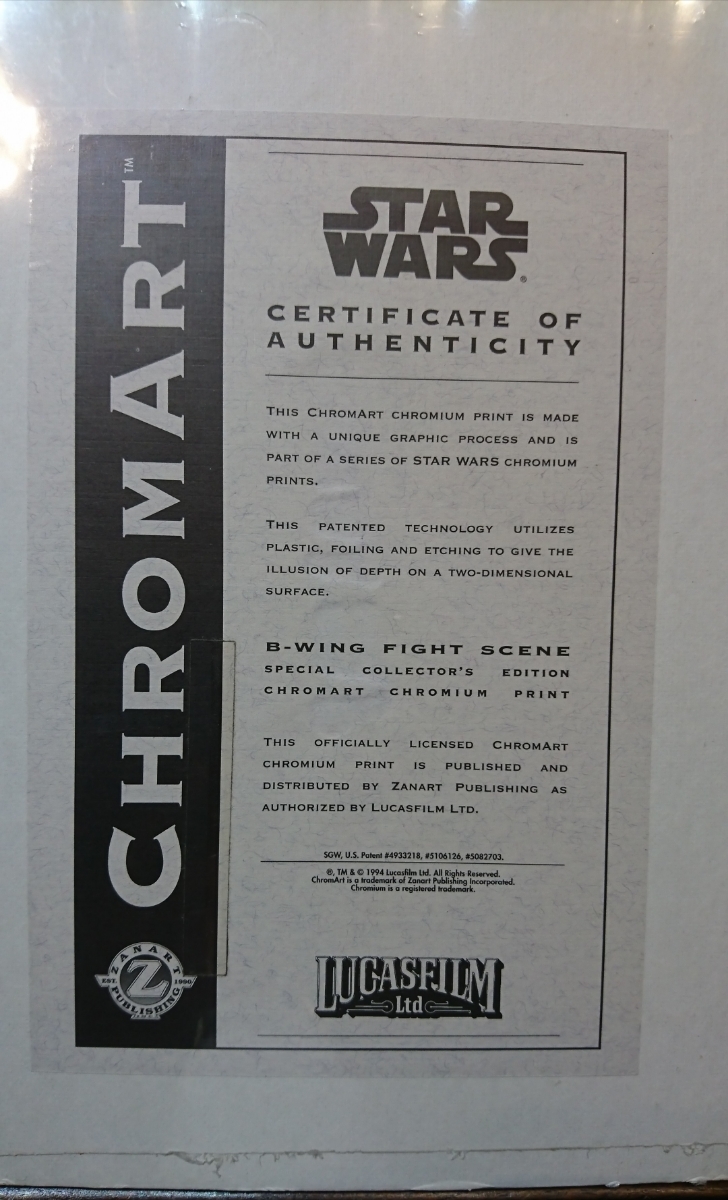 CHROMART™
STAR
WARS®
CERTIFICATE OF
AUTHENTICITY
THIS CHROMART CHROMIUM PRINT IS MADE
WITH A UNIQUE GRAPHIC PROCESS AND IS
PART OF A SERIES OF STAR WARS CHROMIUM
PRINTS.
THIS PATENTED TECHNOLOGY UTILIZES
PLASTIC, FOILING AND ETCHING TO GIVE THE
ILLUSION OF DEPTH ON A TWO-DIMENSIONAL
SURFACE.
B-WING FIGHT SCENE
SPECIAL COLLECTOR'S EDITION
CHROMART CHROMIUM PRINT
THIS OFFICIALLY LICENSED CHROMART
CHROMIUM PRINT IS PUBLISHED AND
DISTRIBUTED BY ZANART PUBLISHING AS
AUTHORIZED BY LUCASFILM LTD.
SGW, U.S. Patent #4933218, #5106126, #5082703.
®, TM & © 1994 Lucasfilm Ltd. All Rights Reserved.
ChromArt is a trademark of Zanart Publishing Incorporated.
Chromium is a registered trademark.
ZANART
EST. Z 1990
PUBLISHING
LUCASFILM
Ltd